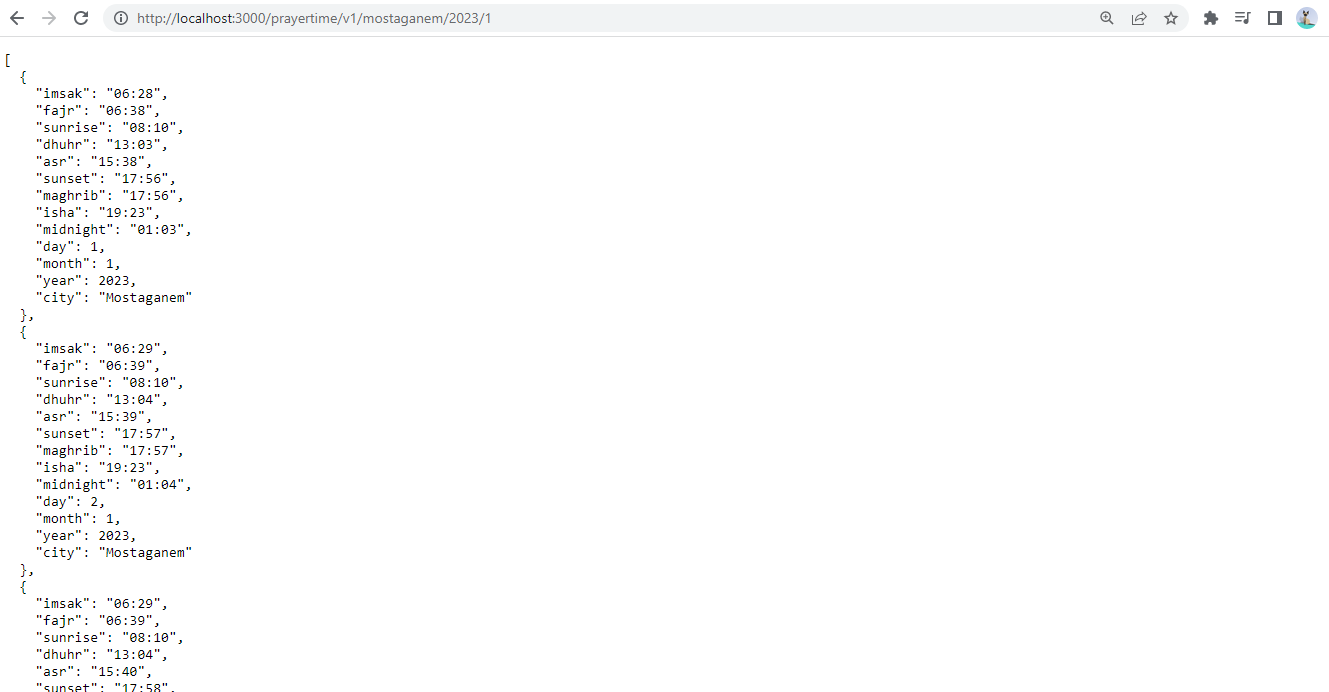 http://localhost:3000/prayertime/v1/mostaganem/2023/1
[
  {
    "imsak": "06:28",
    "fajr": "06:38",
    "sunrise": "08:10",
    "dhuhr": "13:03",
    "asr": "15:38",
    "sunset": "17:56",
    "maghrib": "17:56",
    "isha": "19:23",
    "midnight": "01:03",
    "day": 1,
    "month": 1,
    "year": 2023,
    "city": "Mostaganem"
  },
  {
    "imsak": "06:29",
    "fajr": "06:39",
    "sunrise": "08:10",
    "dhuhr": "13:04",
    "asr": "15:39",
    "sunset": "17:57",
    "maghrib": "17:57",
    "isha": "19:23",
    "midnight": "01:04",
    "day": 2,
    "month": 1,
    "year": 2023,
    "city": "Mostaganem"
  },
  {
    "imsak": "06:29",
    "fajr": "06:39",
    "sunrise": "08:10",
    "dhuhr": "13:04",
    "asr": "15:40",
    "sunset": "17:58",